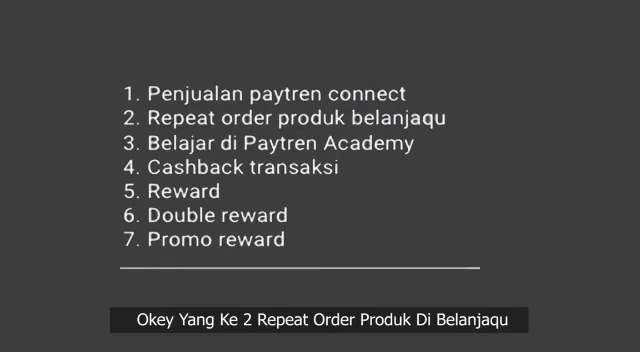 1. Penjualan paytren connect
2. Repeat order produk belanjaqu
3. Belajar di Paytren Academy
4. Cashback transaksi
5. Reward
6. Double reward
7. Promo reward
Okey Yang Ke 2 Repeat Order Produk Di Belanjaqu